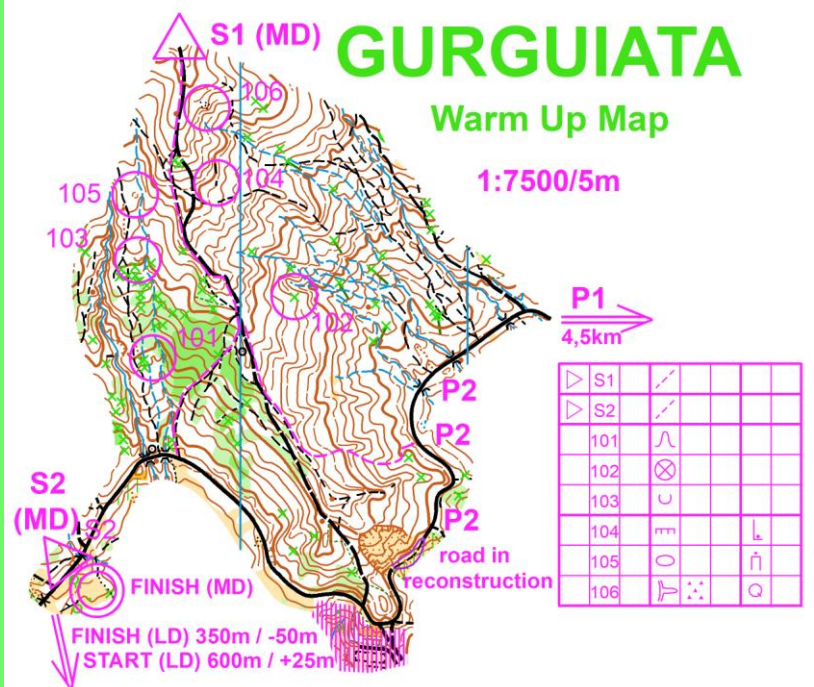 S1 (MD)
GURGUIATA
Warm Up Map
1:7500/5m
106
104
105
103
102
101
P1
4,5km
P2
P2
P2
S2
(MD)
S2
FINISH (MD)
road in
reconstruction
FINISH (LD) 350m / -50m
START (LD) 600m / +25m
S1
S2
101
102
103
104
105
106